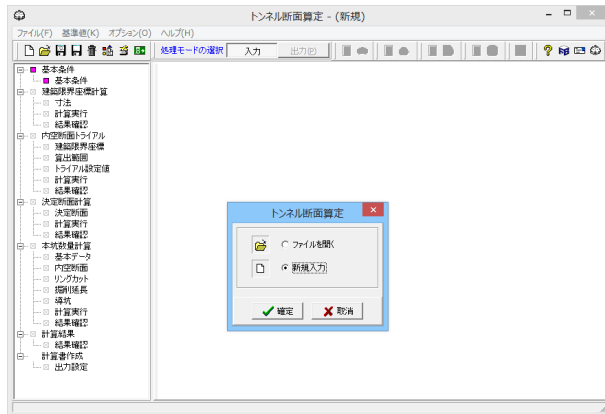 トンネル断面算定 - (新規)
ファイル(F) 基準値(K) オプション(O) ヘルプ(H)
処理モードの選択 入力 出力(P)
基本条件
基本条件
建築限界座標計算
寸法
計算実行
結果確認
内空断面トライアル
建築限界座標
算出範囲
トライアル設定値
計算実行
結果確認
決定断面計算
決定断面
計算実行
結果確認
本坑数量計算
基本データ
内空断面
リングカット
掘削延長
導坑
計算実行
結果確認
計算結果
結果確認
計算書作成
出力設定
トンネル断面算定
ファイルを開く
新規入力
確定 取消